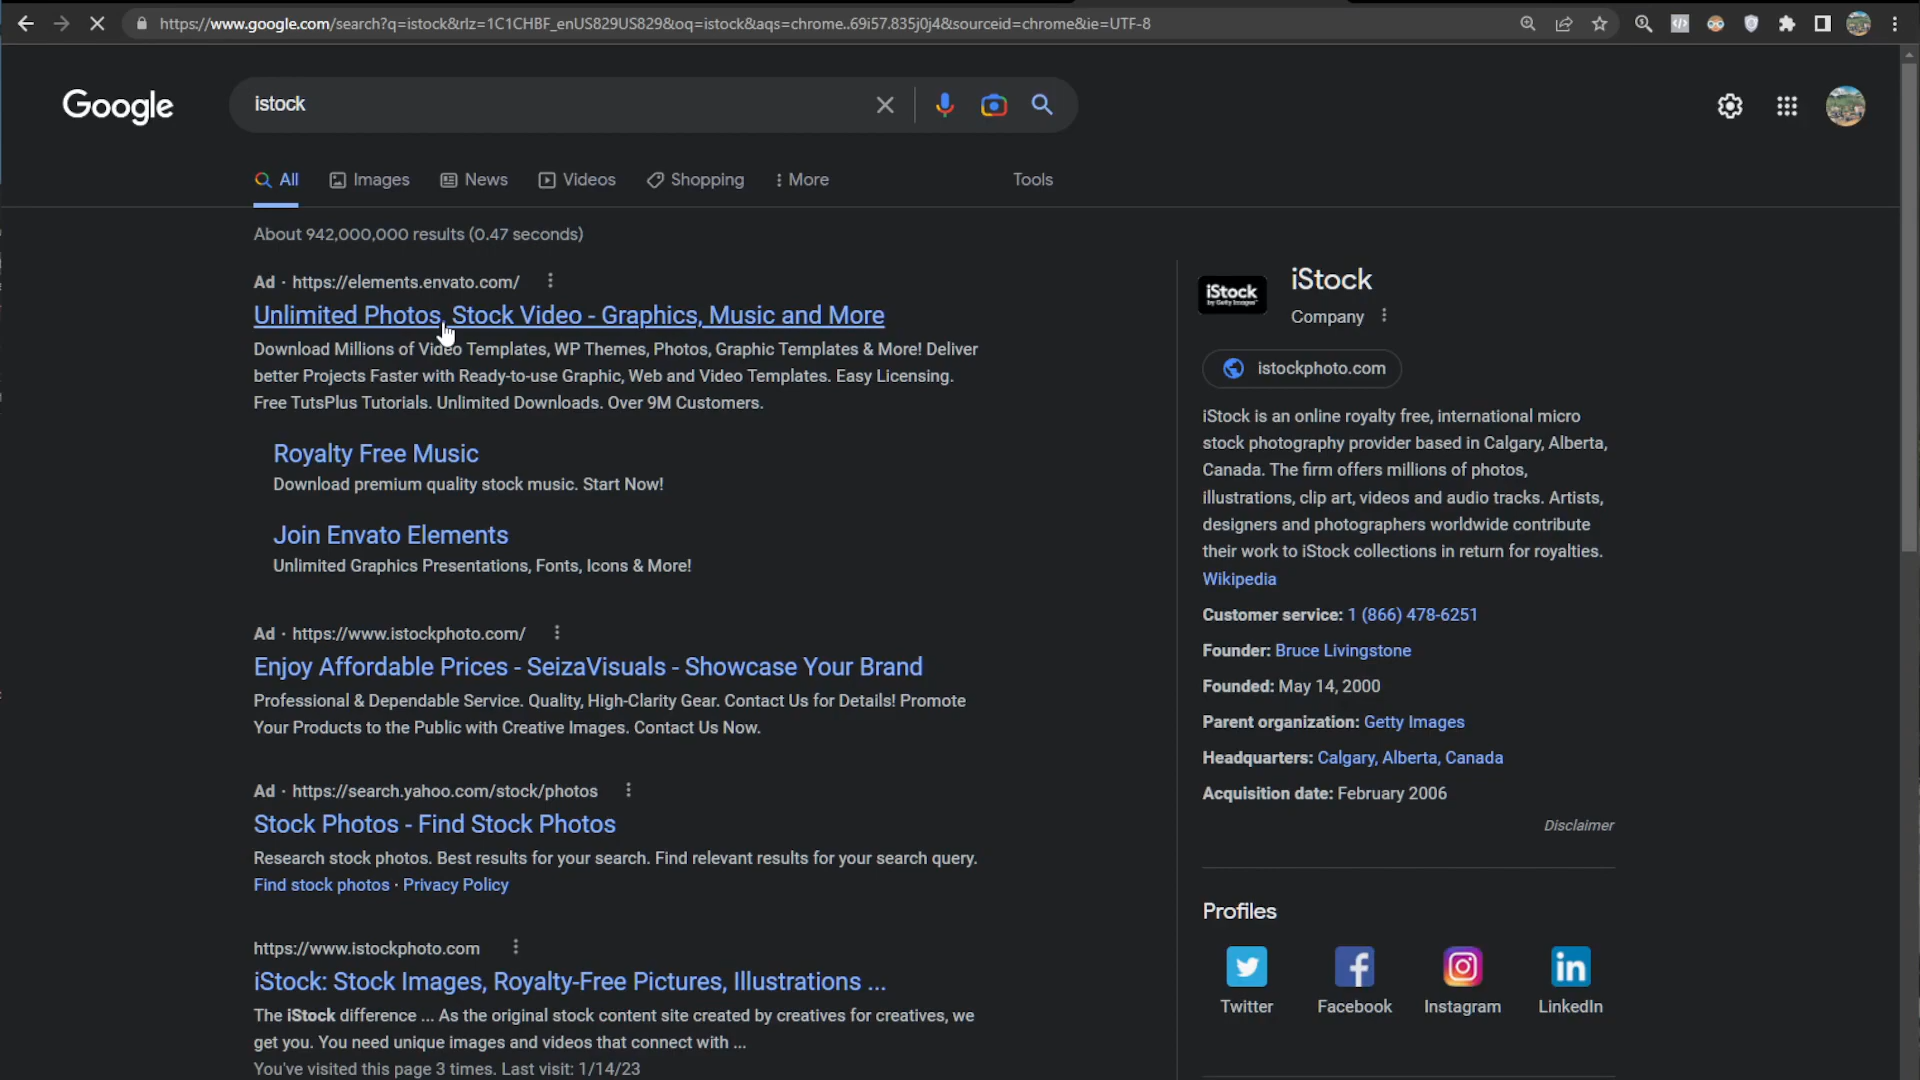 https://www.google.com/search?q=istock&rlz=1C1CHBF_enUS829US829&oq=istock&aqs=chrome..69i57.835j0j4&sourceid=chrome&ie=UTF-8
Google
istock
All
Images
News
Videos
Shopping
More
Tools
About 942,000,000 results (0.47 seconds)
Ad · https://elements.envato.com/
Unlimited Photos, Stock Video - Graphics, Music and More
Download Millions of Video Templates, WP Themes, Photos, Graphic Templates & More! Deliver
better Projects Faster with Ready-to-use Graphic, Web and Video Templates. Easy Licensing.
Free TutsPlus Tutorials. Unlimited Downloads. Over 9M Customers.
Royalty Free Music
Download premium quality stock music. Start Now!
Join Envato Elements
Unlimited Graphics Presentations, Fonts, Icons & More!
Ad · https://www.istockphoto.com/
Enjoy Affordable Prices - SeizaVisuals - Showcase Your Brand
Professional & Dependable Service. Quality, High-Clarity Gear. Contact Us for Details! Promote
Your Products to the Public with Creative Images. Contact Us Now.
Ad · https://search.yahoo.com/stock/photos
Stock Photos - Find Stock Photos
Research stock photos. Best results for your search. Find relevant results for your search query.
Find stock photos · Privacy Policy
https://www.istockphoto.com
iStock: Stock Images, Royalty-Free Pictures, Illustrations ...
The iStock difference ... As the original stock content site created by creatives for creatives, we
get you. You need unique images and videos that connect with ...
You've visited this page 3 times. Last visit: 1/14/23
iStock
by Getty Images
iStock
Company
istockphoto.com
iStock is an online royalty free, international micro
stock photography provider based in Calgary, Alberta,
Canada. The firm offers millions of photos,
illustrations, clip art, videos and audio tracks. Artists,
designers and photographers worldwide contribute
their work to iStock collections in return for royalties.
Wikipedia
Customer service: 1 (866) 478-6251
Founder: Bruce Livingstone
Founded: May 14, 2000
Parent organization: Getty Images
Headquarters: Calgary, Alberta, Canada
Acquisition date: February 2006
Disclaimer
Profiles
Twitter
Facebook
Instagram
LinkedIn